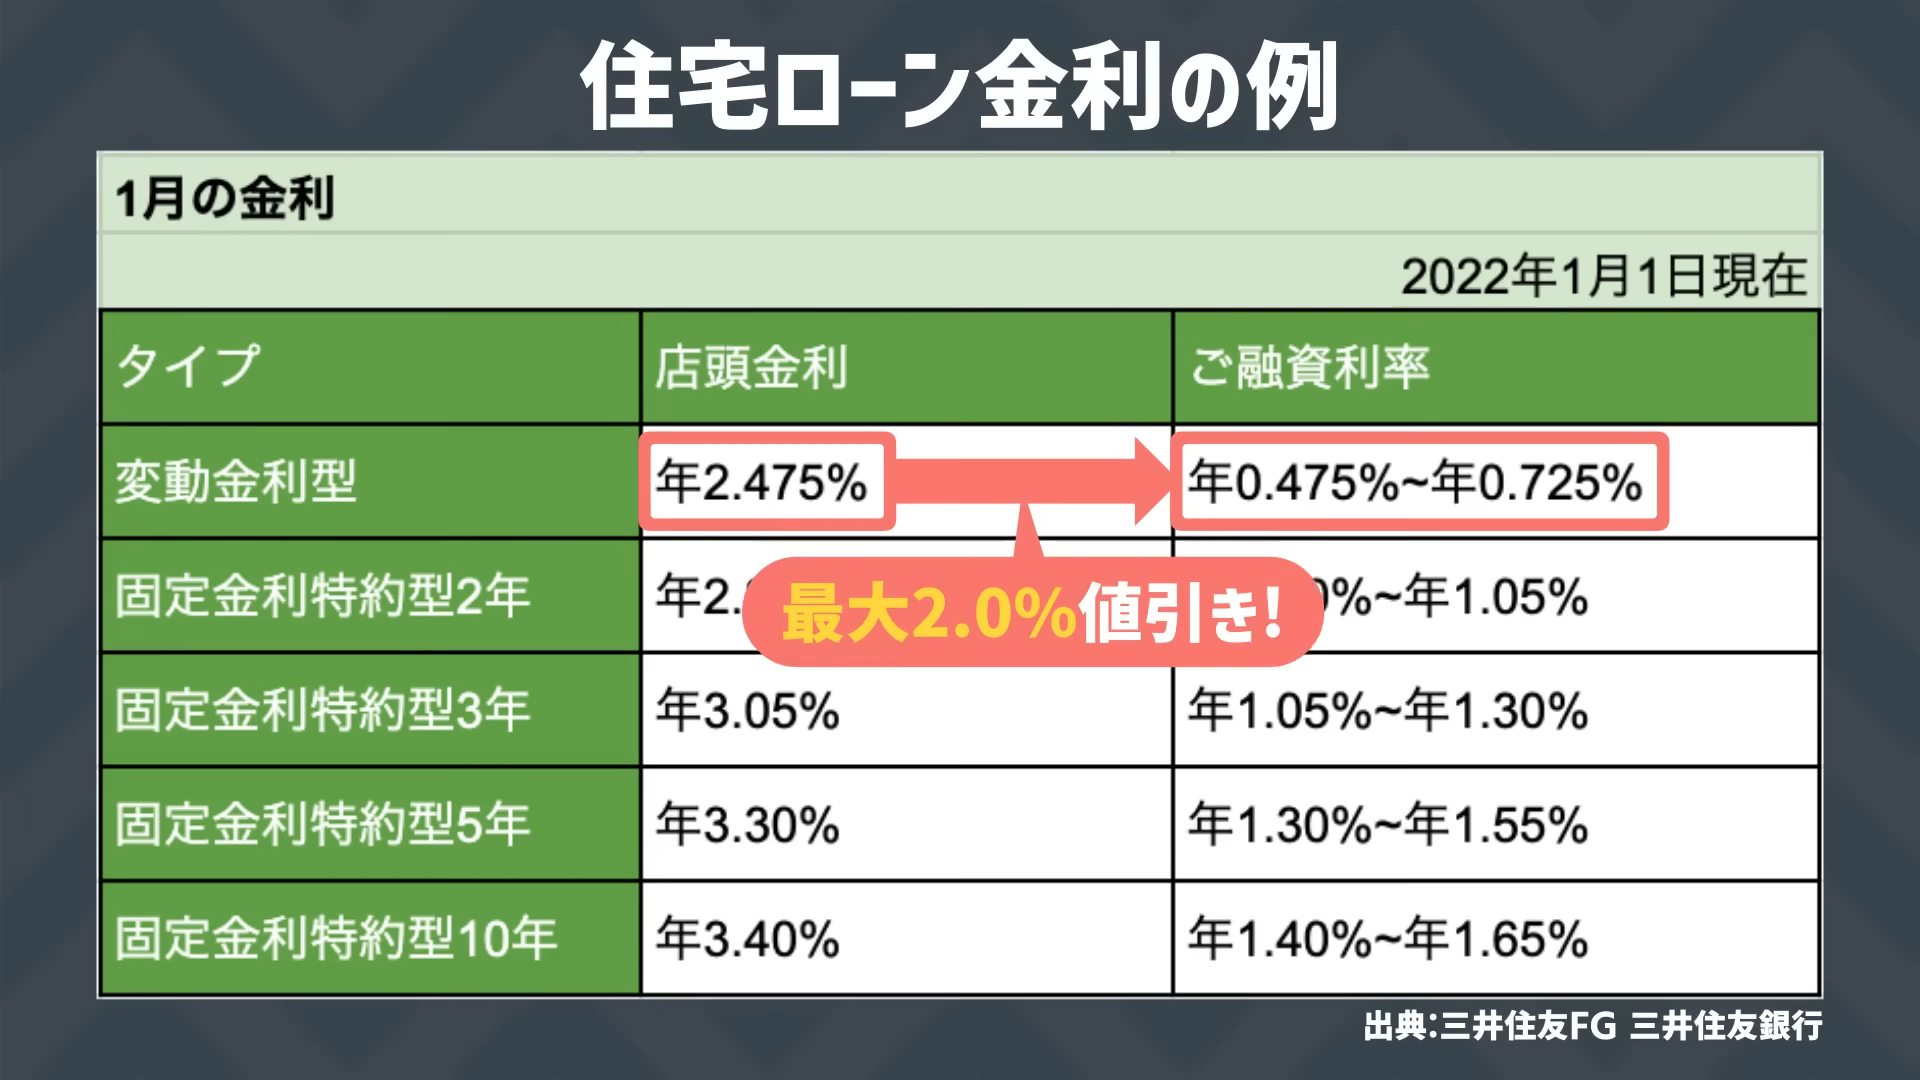 住宅ローン金利の例
1月の金利
2022年1月1日現在
タイプ 店頭金利 ご融資利率
変動金利型 年2.475% 年0.475%~年0.725%
固定金利特約型2年 年2. 0%~年1.05%
最大2.0%値引き!
固定金利特約型3年 年3.05% 年1.05%~年1.30%
固定金利特約型5年 年3.30% 年1.30%~年1.55%
固定金利特約型10年 年3.40% 年1.40%~年1.65%
出典:三井住友FG 三井住友銀行